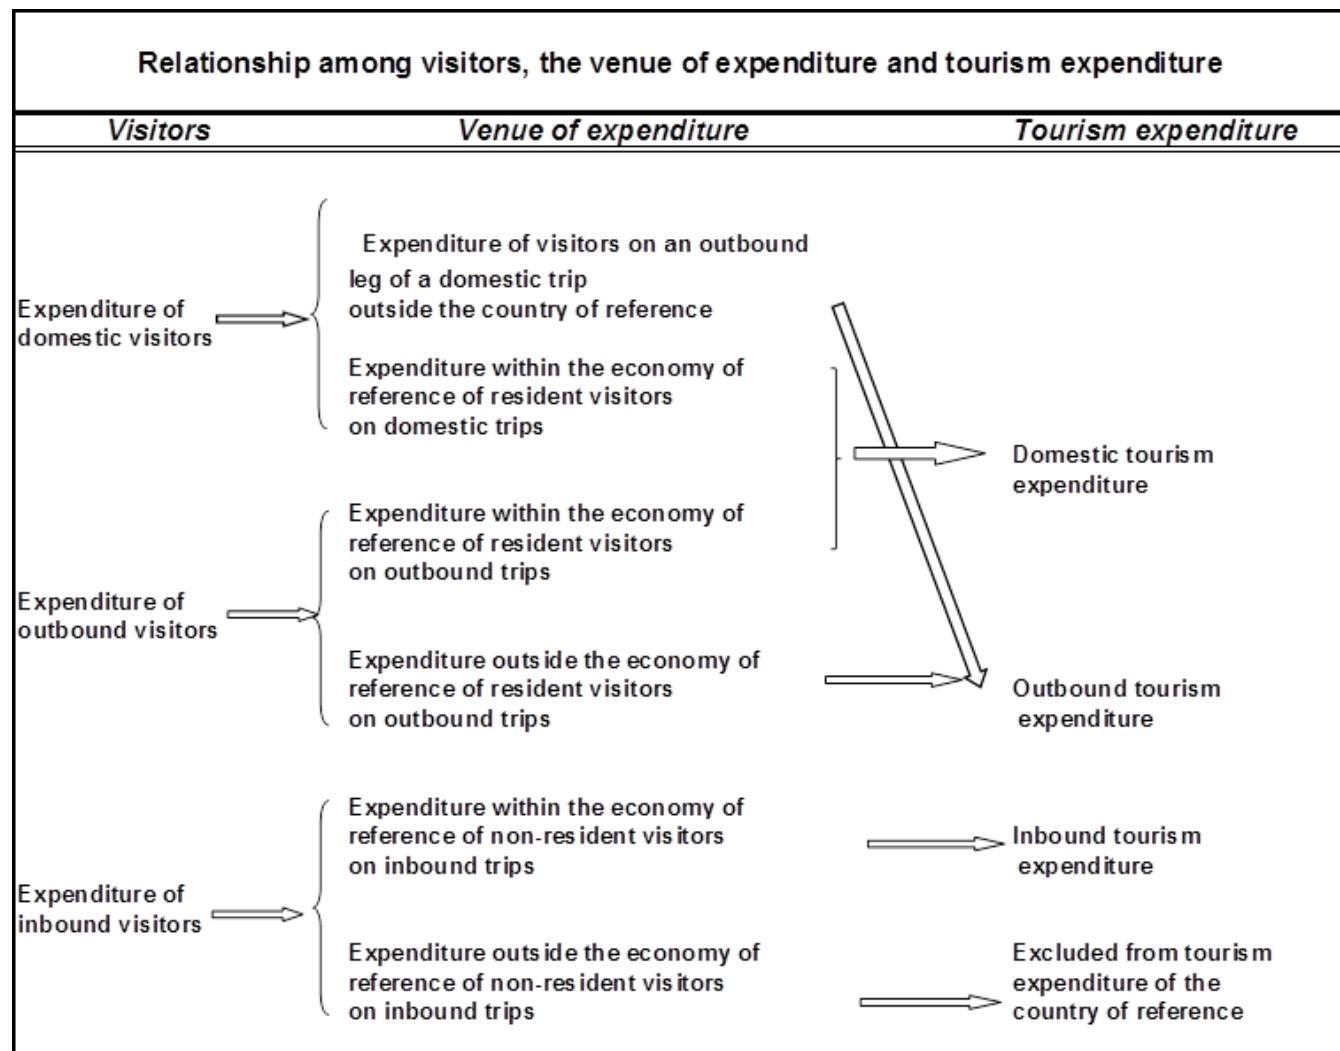 Relationship among visitors, the venue of expenditure and tourism expenditure
Visitors Venue of expenditure Tourism expenditure
Expenditure of
domestic visitors
Expenditure of visitors on an outbound
leg of a domestic trip
outside the country of reference
Expenditure within the economy of
reference of resident visitors
on domestic trips
Domestic tourism
expenditure
Expenditure of
outbound visitors
Expenditure within the economy of
reference of resident visitors
on outbound trips
Expenditure outside the economy of
reference of resident visitors
on outbound trips
Outbound tourism
expenditure
Expenditure of
inbound visitors
Expenditure within the economy of
reference of non-resident visitors
on inbound trips
Inbound tourism
expenditure
Expenditure outside the economy of
reference of non-resident visitors
on inbound trips
Excluded from tourism
expenditure of the
country of reference